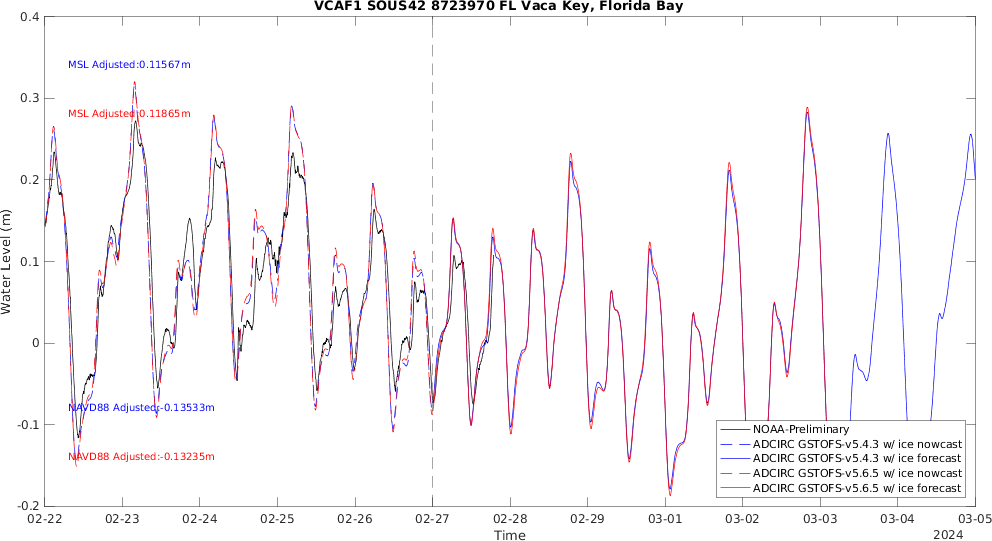 VCAF1 SOUS42 8723970 FL Vaca Key, Florida Bay
Water Level (m)
0.4
0.3
0.2
0.1
0
-0.1
-0.2
MSL Adjusted:0.11567m
MSL Adjusted:0.11865m
NAVD88 Adjusted:-0.13533m
NAVD88 Adjusted:-0.13235m
NOAA-Preliminary
ADCIRC GSTOFS-v5.4.3 w/ ice nowcast
ADCIRC GSTOFS-v5.4.3 w/ ice forecast
ADCIRC GSTOFS-v5.6.5 w/ ice nowcast
ADCIRC GSTOFS-v5.6.5 w/ ice forecast
02-22 02-23 02-24 02-25 02-26 02-27 02-28 02-29 03-01 03-02 03-03 03-04 03-05
Time
2024